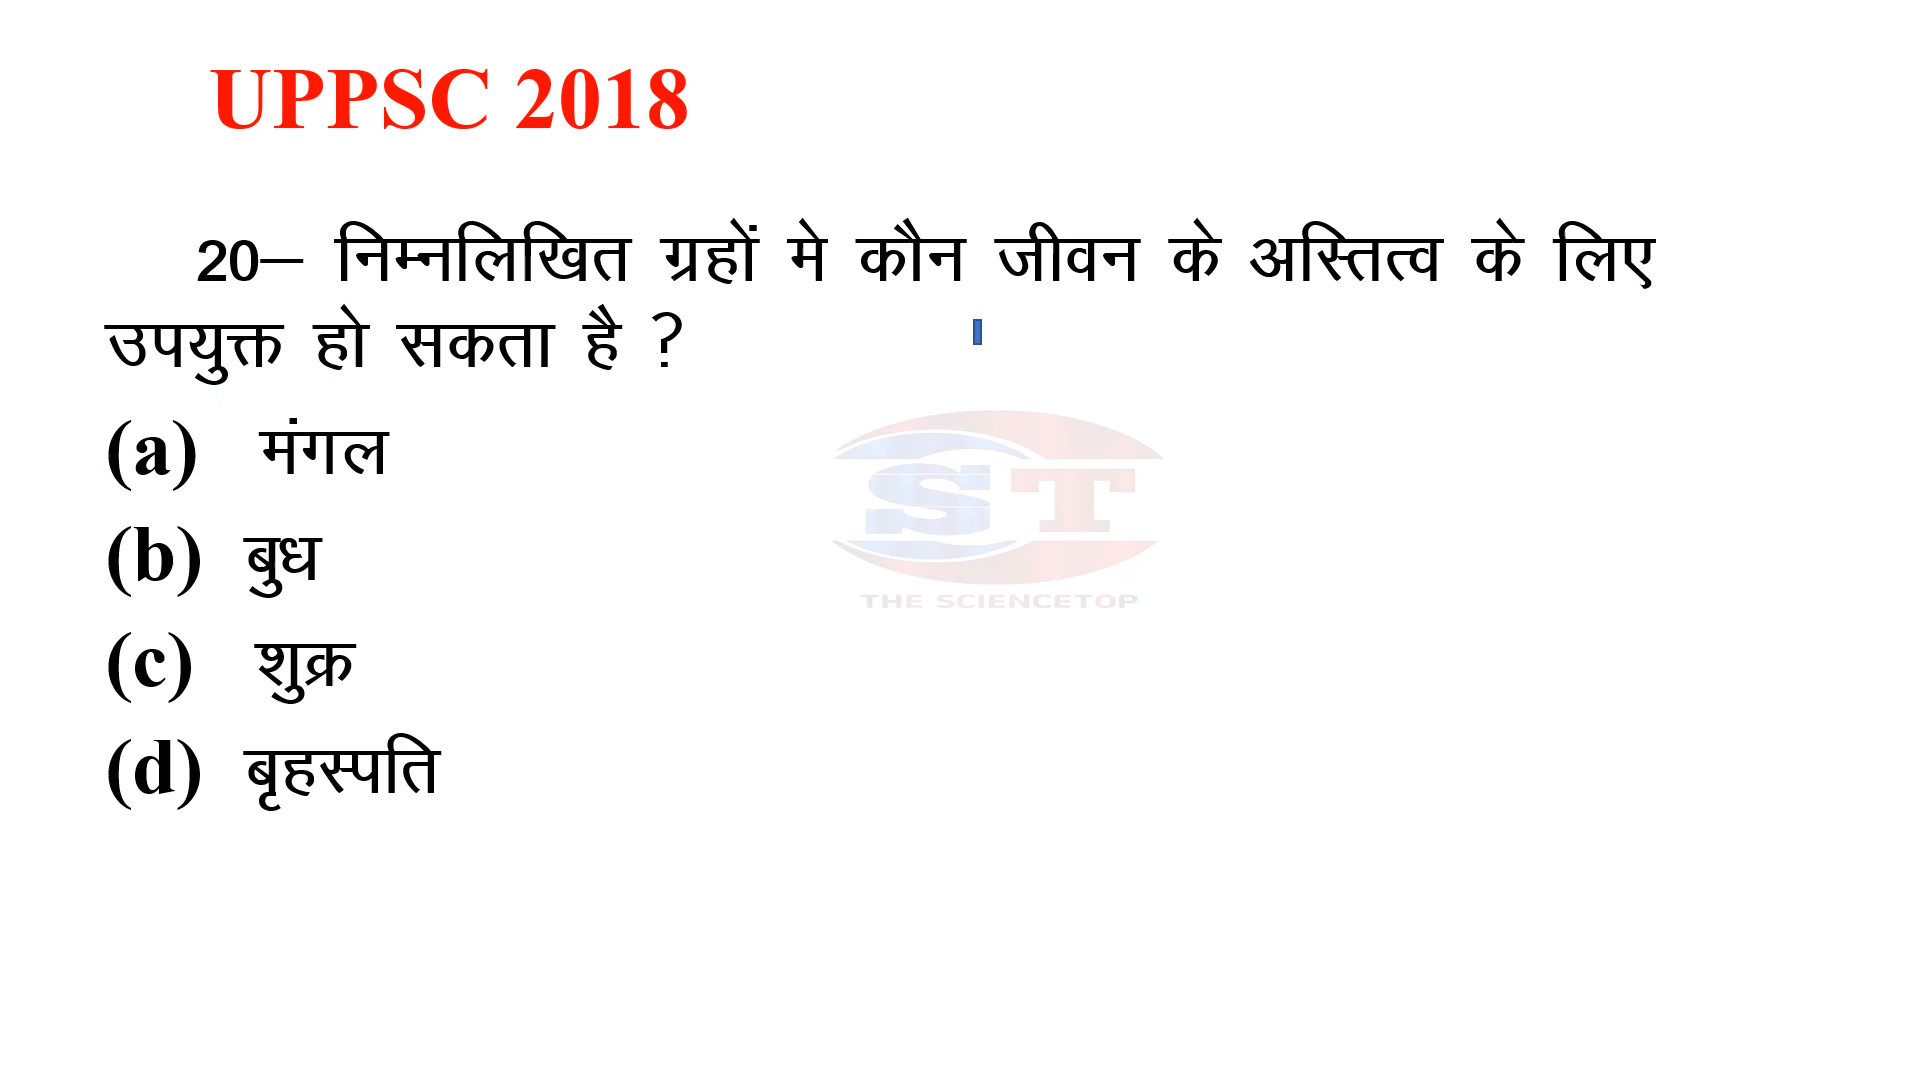 UPPSC 2018
20– निम्नलिखित ग्रहों मे कौन जीवन के अस्तित्व के लिए
उपयुक्त हो सकता है ?
(a) मंगल
(b) बुध
(c) शुक्र
(d) बृहस्पति
ST
THE SCIENCETOP